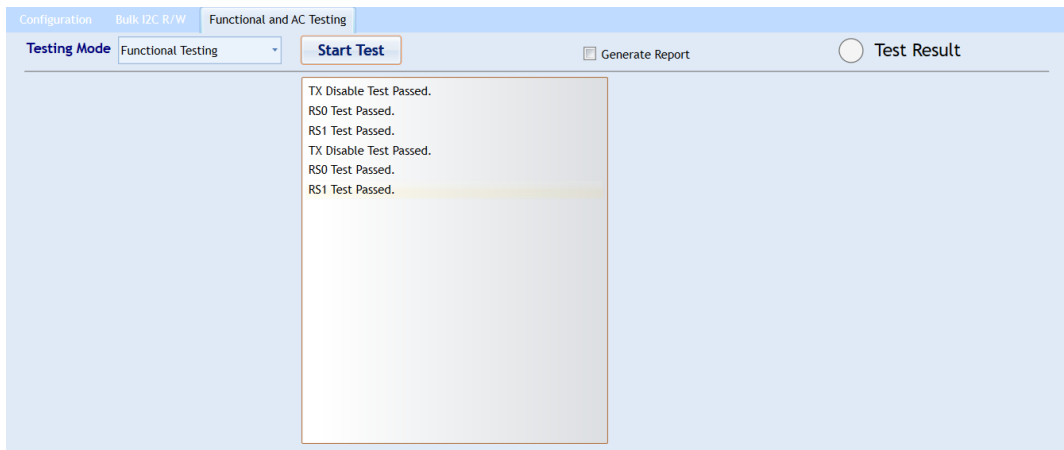 Configuration Bulk I2C R/W Functional and AC Testing
Testing Mode Functional Testing Start Test Generate Report Test Result
TX Disable Test Passed.
RS0 Test Passed.
RS1 Test Passed.
TX Disable Test Passed.
RS0 Test Passed.
RS1 Test Passed.